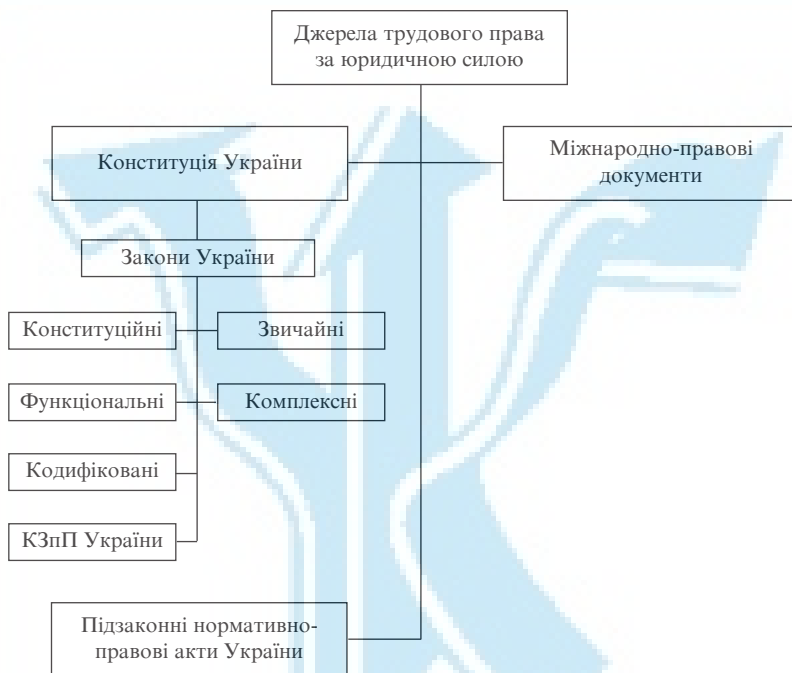 Джерела трудового права
за юридичною силою
Конституція України
Міжнародно-правові
документи
Закони України
Конституційні
Звичайні
Функціональні
Комплексні
Кодифіковані
КЗпП України
Підзаконні нормативно-
правові акти України